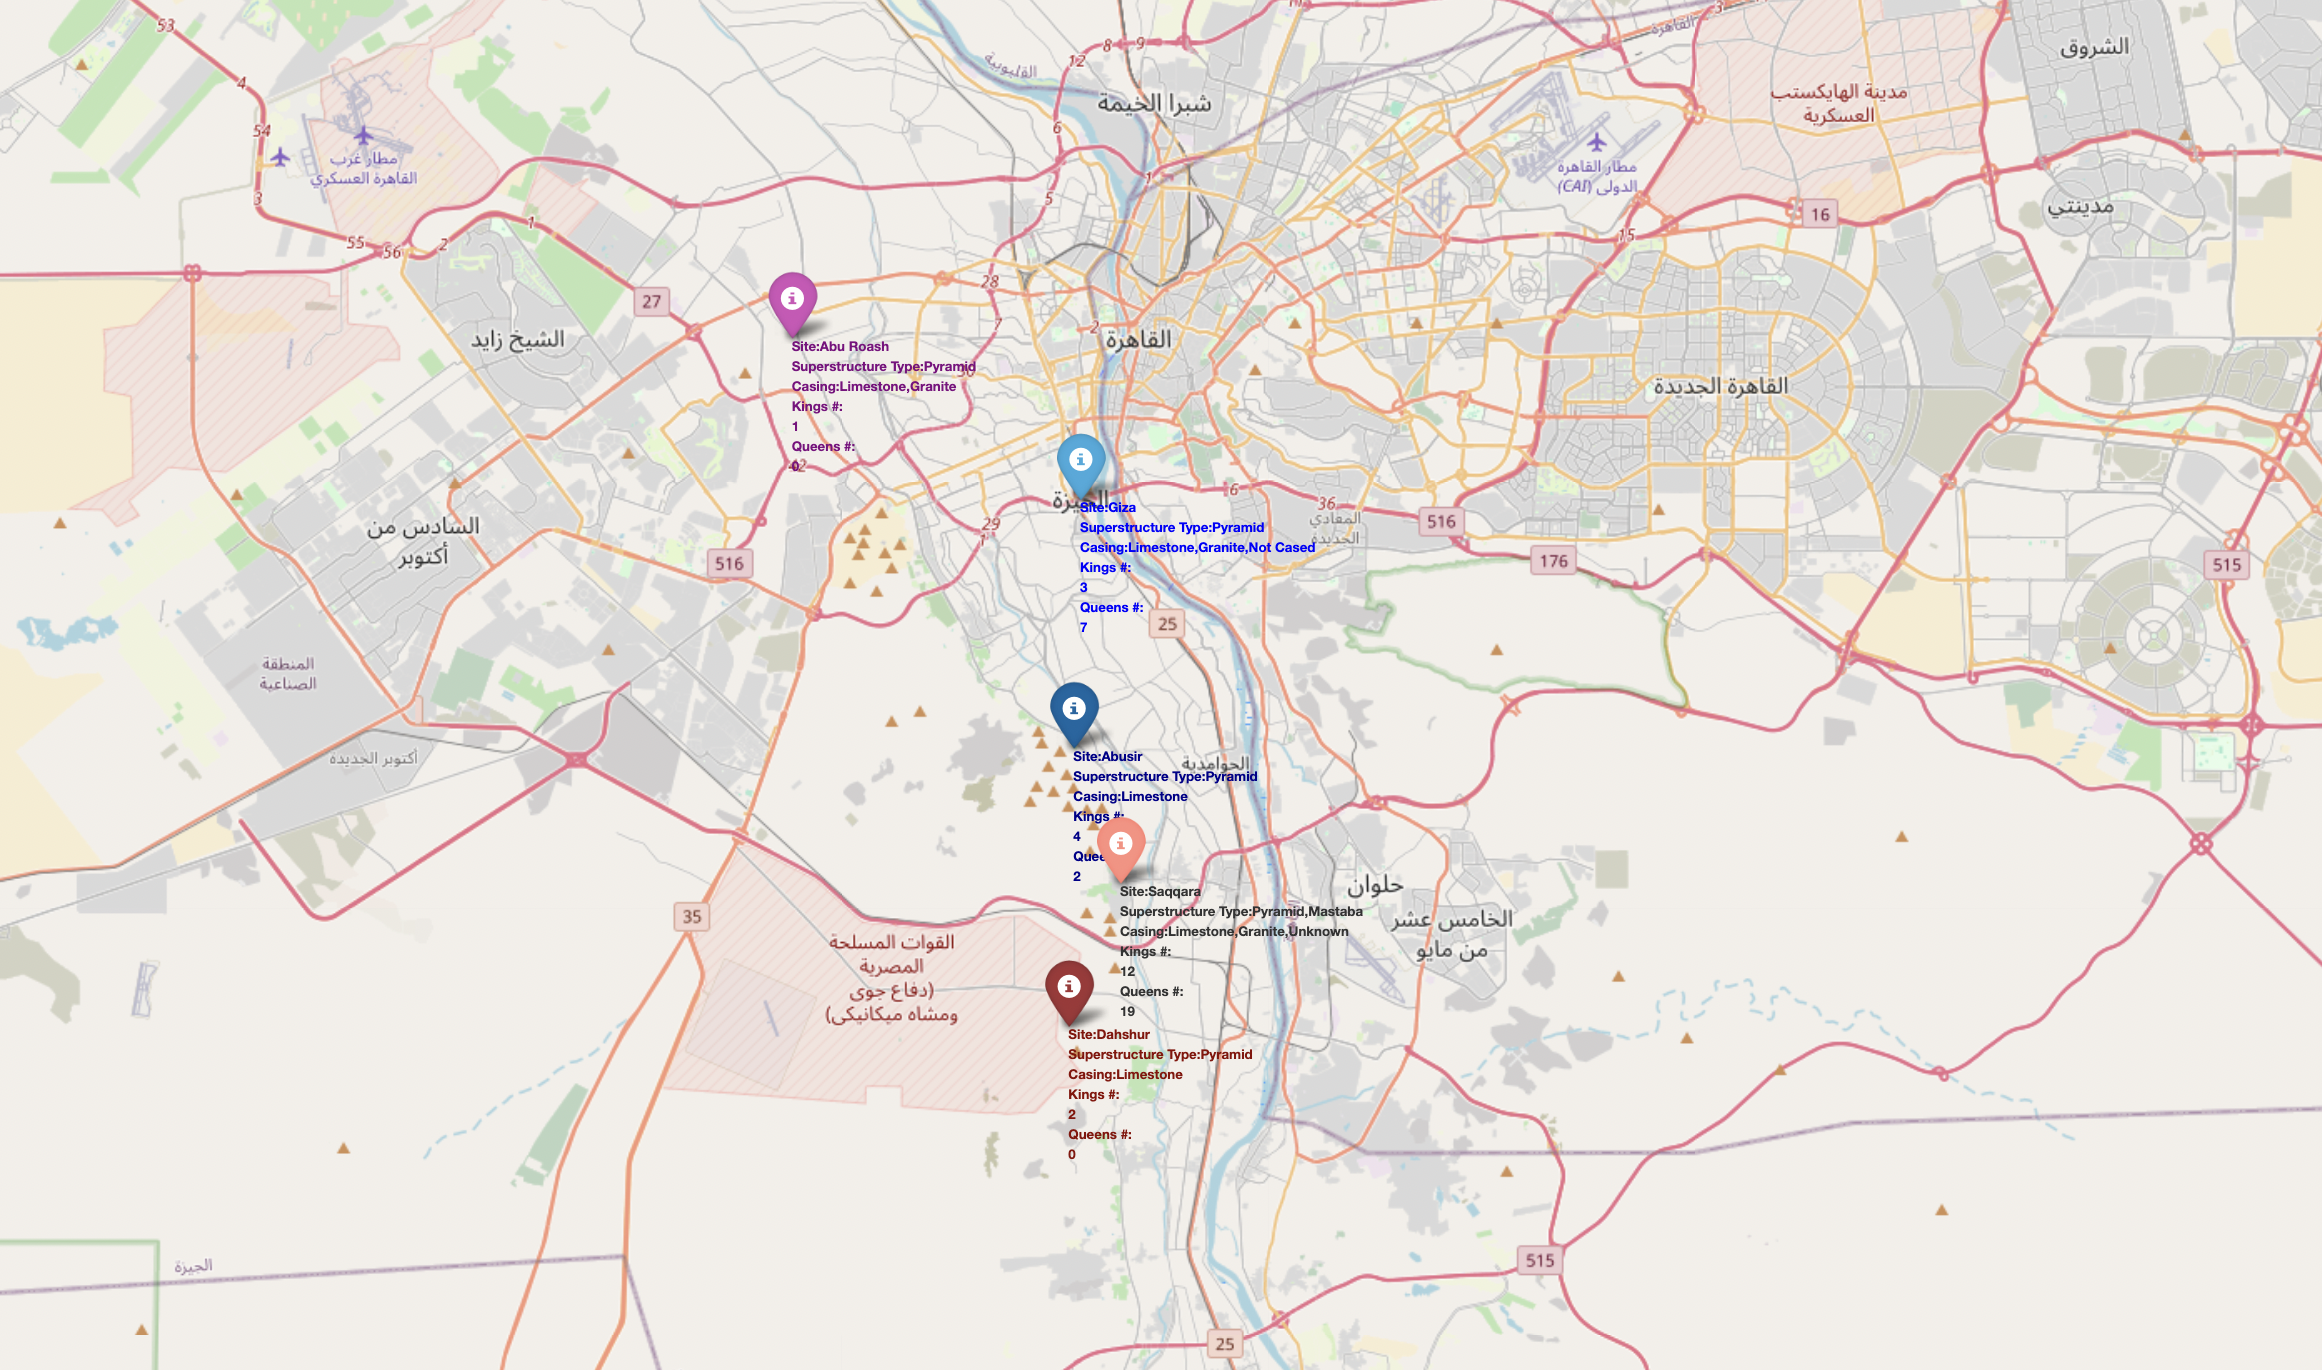 53
4
54
3
55
56
2
1
27
مطار غرب
القاهرة العسكري
القليوبية
8
9
12
6
5
1
شبرا الخيمة
القاهرة
3
مدينة الهايكستب
العسكرية
الشروق
مطار القاهرة
الدولى (CAI)
16
15
مدينتي
28
7
2
القاهرة
القاهرة الجديدة
الشيخ زايد
Site:Abu Roash
Superstructure Type:Pyramid
Casing:Limestone,Granite
Kings #:
1
Queens #:
0
السادس من
أكتوبر
516
29
1
6
36
المعادي
الجديدة
516
176
515
Site:Giza
Superstructure Type:Pyramid
Casing:Limestone,Granite,Not Cased
Kings #:
3
Queens #:
7
25
المنطقة
الصناعية
أكتوبر الجديدة
الحوامدية
Site:Abusir
Superstructure Type:Pyramid
Casing:Limestone
Kings #:
4
2
حلوان
الخامس عشر
من مايو
35
Site:Saqqara
Superstructure Type:Pyramid,Mastaba
Casing:Limestone,Granite,Unknown
Kings #:
12
Queens #:
19
القوات المسلحة
المصرية
(دفاع جوى
ومشاه ميكانيكى)
Site:Dahshur
Superstructure Type:Pyramid
Casing:Limestone
Kings #:
2
Queens #:
0
الجيزة
515
25